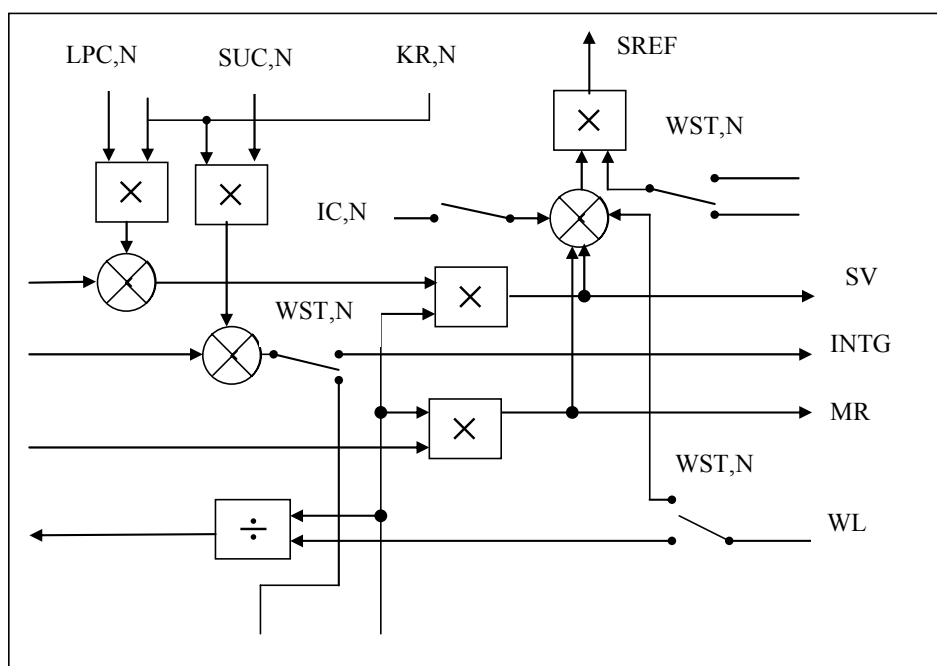 LPC,N
SUC,N
KR,N
SREF
WST,N
×
×
×
IC,N
SV
×
WST,N
INTG
×
MR
WST,N
÷
WL